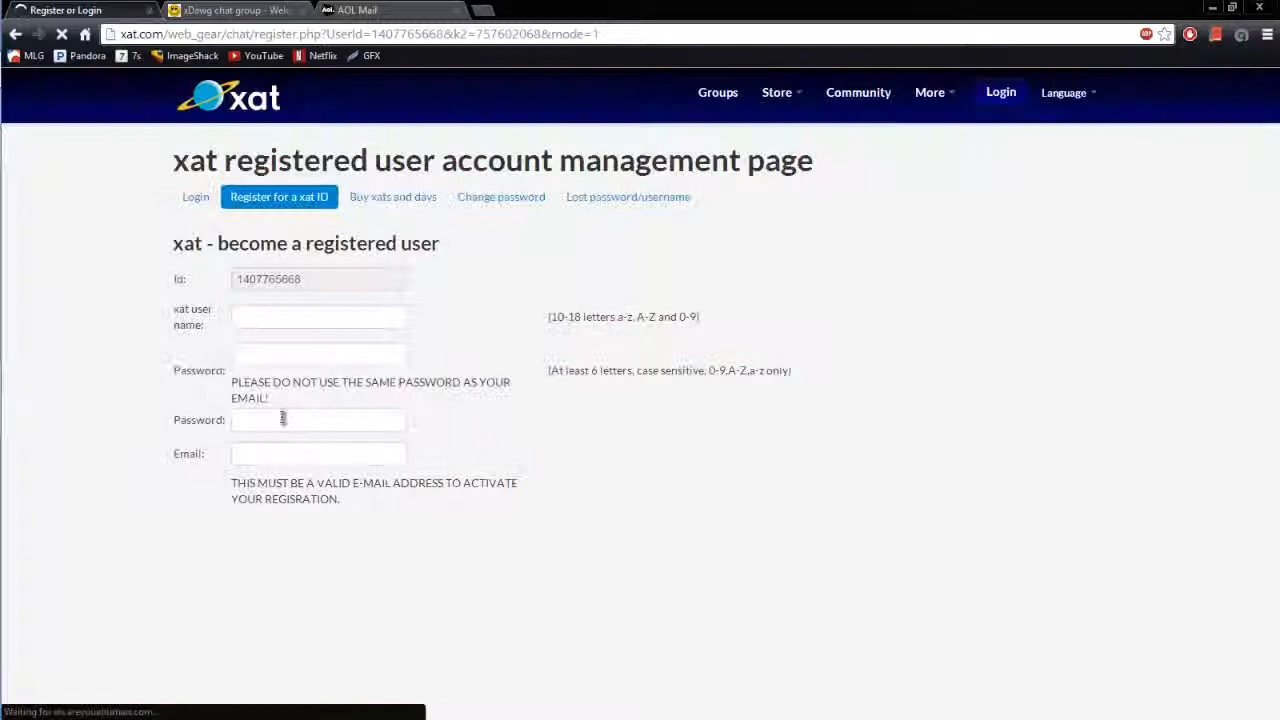 Register or Login
xDawg chat group - Welc
Aol. AOL Mail
xat.com/web_gear/chat/register.php?UserId=1407765668&k2=757602068&mode=1
MLG
Pandora
7s
ImageShack
YouTube
Netflix
GFX
xat
Groups
Store
Community
More
Login
Language
xat registered user account management page
Login
Register for a xat ID
Buy xats and days
Change password
Lost password/username
xat - become a registered user
Id: 1407765668
xat user
name:
(10-18 letters a-z, A-Z and 0-9)
Password:
(At least 6 letters, case sensitive, 0-9,A-Z,a-z only)
PLEASE DO NOT USE THE SAME PASSWORD AS YOUR
EMAIL!
Password:
Email:
THIS MUST BE A VALID E-MAIL ADDRESS TO ACTIVATE
YOUR REGISRATION.
Waiting for